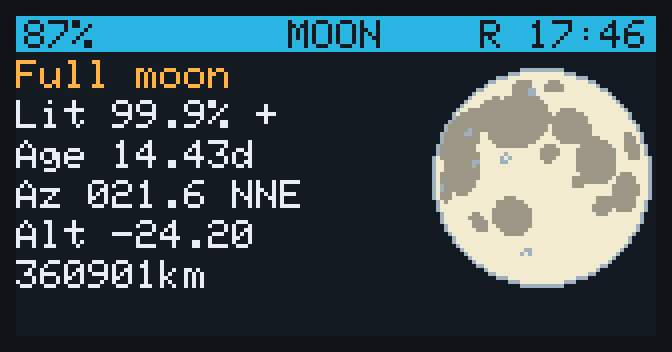 87% MOON R 17:46
Full moon
Lit 99.9% +
Age 14.43d
Az 021.6 NNE
Alt -24.20
360901km